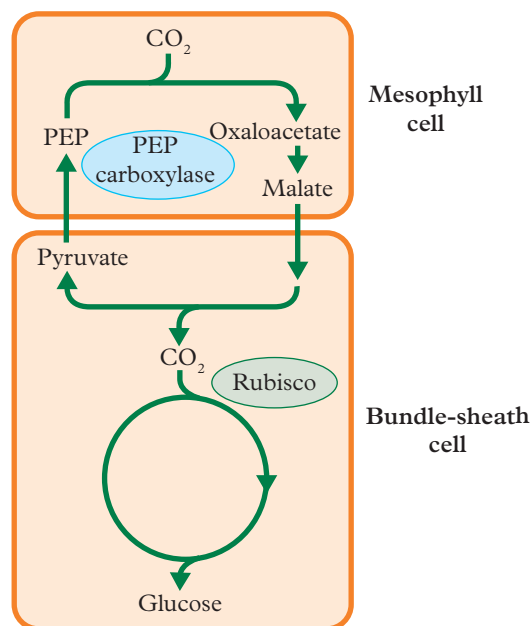 CO₂
Mesophyll
cell
PEP
PEP
carboxylase
Oxaloacetate
Malate
Pyruvate
CO₂
Rubisco
Bundle-sheath
cell
Glucose